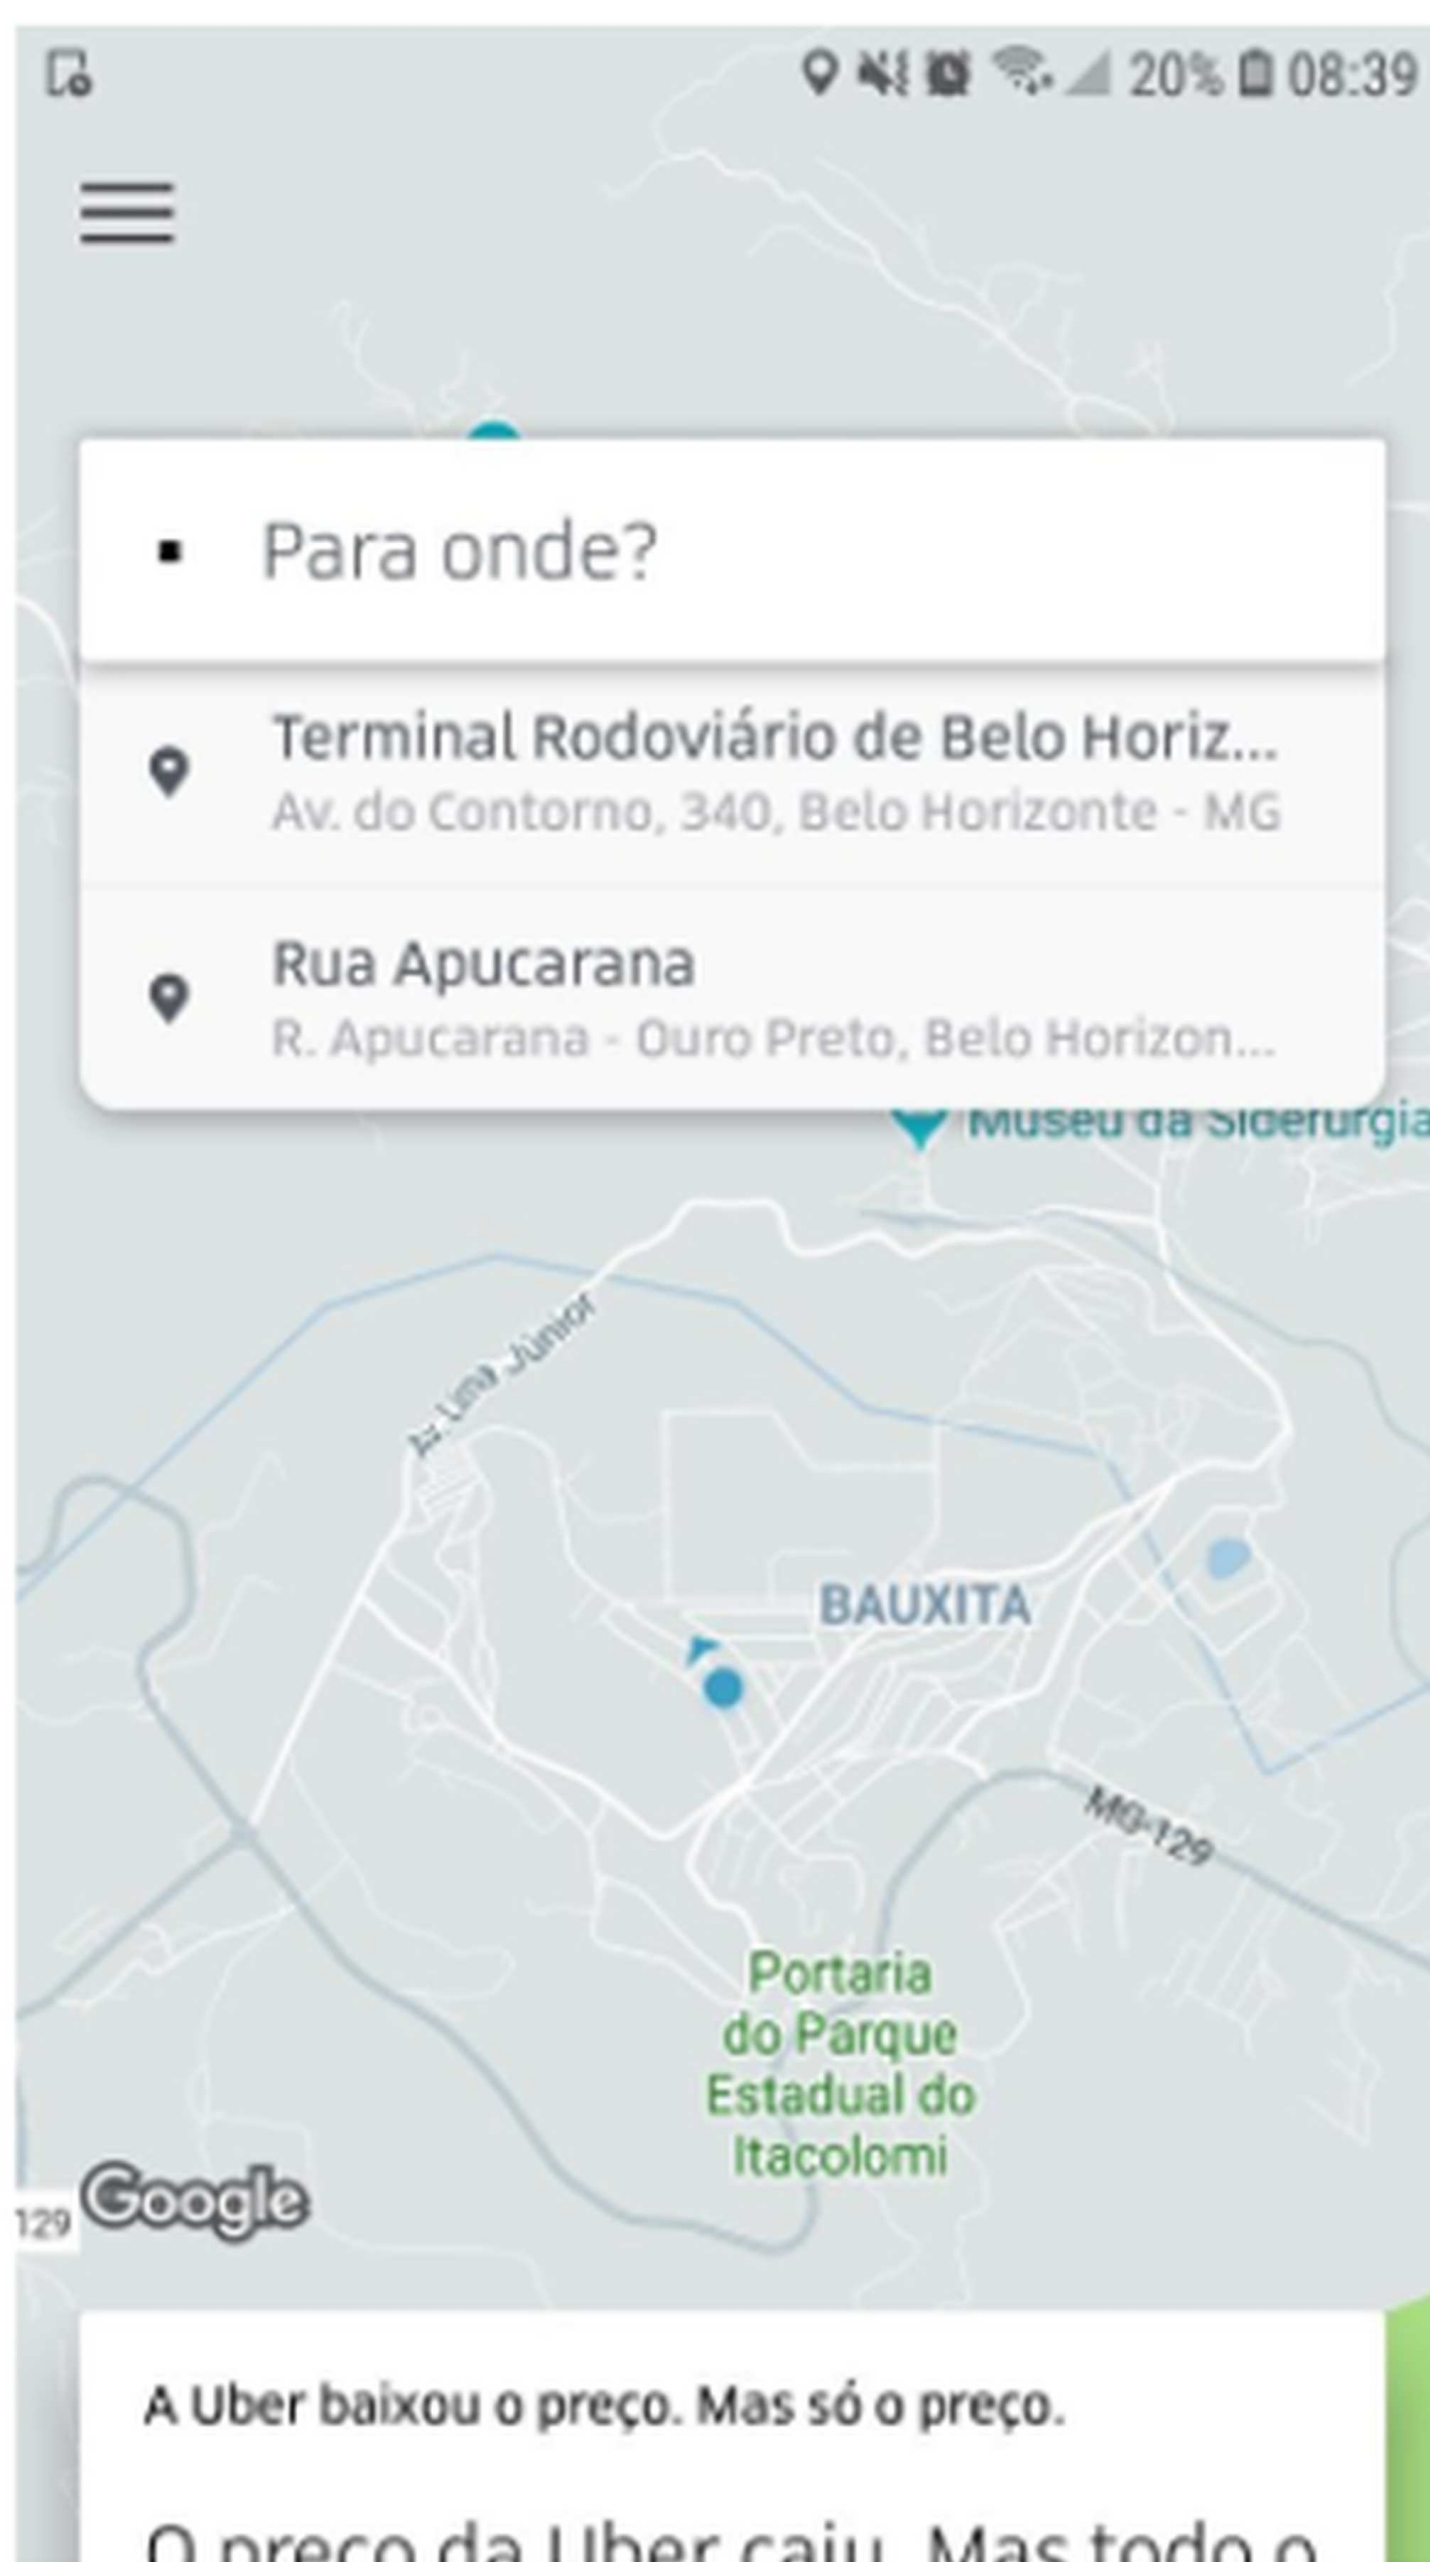 20% 08:39
Para onde?
Terminal Rodoviário de Belo Horiz...
Av. do Contorno, 340, Belo Horizonte - MG
Rua Apucarana
R. Apucarana - Ouro Preto, Belo Horizon...
Museu da Siderurgia
Av. Lima Júnior
BAUXITA
MG-129
Portaria
do Parque
Estadual do
Itacolomi
129
Google
A Uber baixou o preço. Mas só o preço.
O preço da Uber caiu. Mas todo o